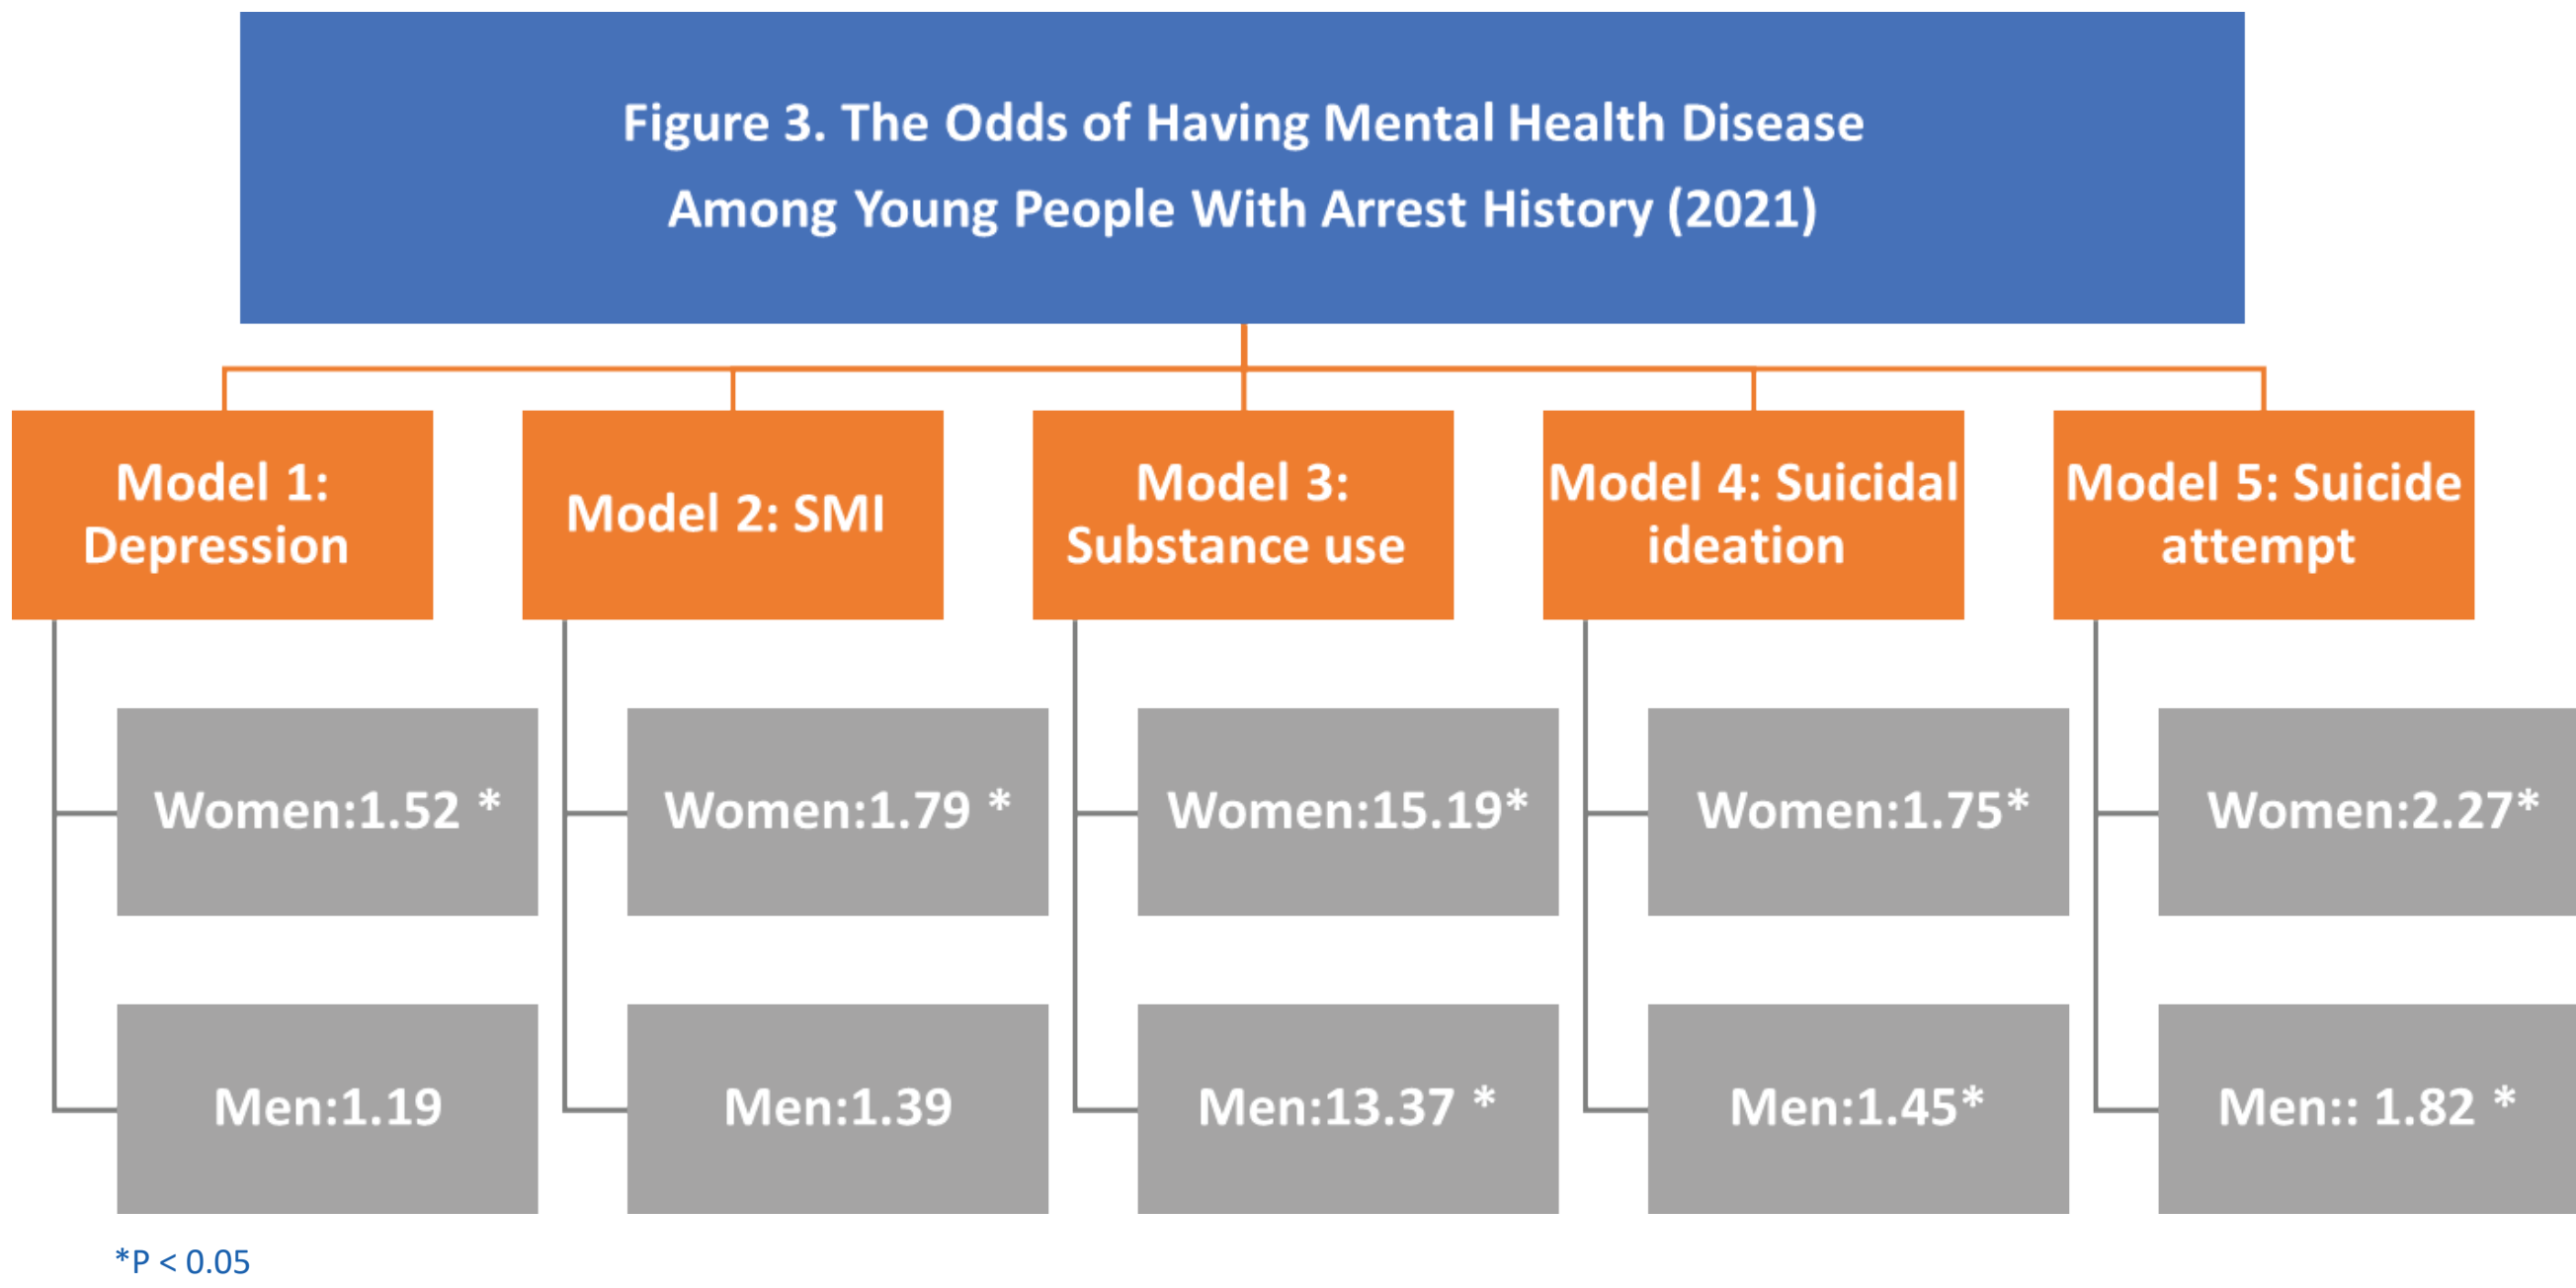 Figure 3. The Odds of Having Mental Health Disease
Among Young People With Arrest History (2021)
Model 1:
Depression
Model 2: SMI
Model 3:
Substance use
Model 4: Suicidal
ideation
Model 5: Suicide
attempt
Women:1.52 *
Women:1.79 *
Women:15.19*
Women:1.75*
Women:2.27*
Men:1.19
Men:1.39
Men:13.37 *
Men:1.45*
Men:: 1.82 *
*P < 0.05